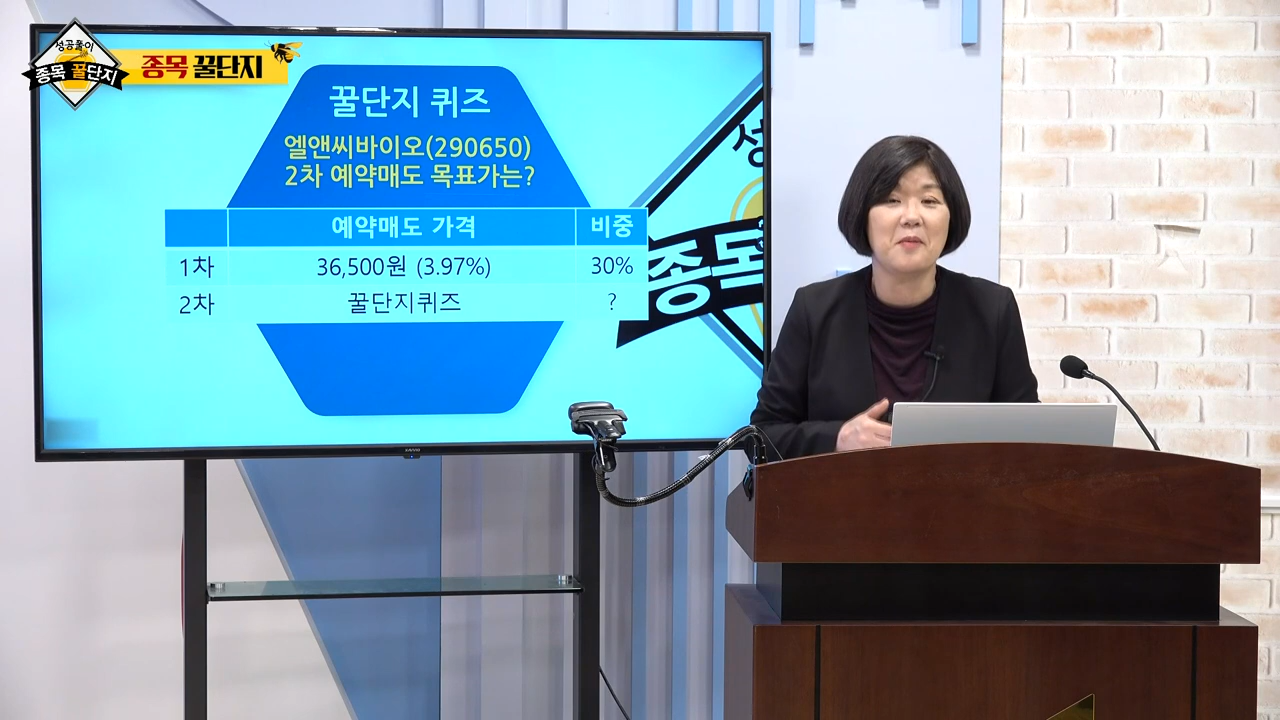 성공풀이
종목 꿀단지
종목 꿀단지
꿀단지 퀴즈
엘앤씨바이오(290650)
2차 예약매도 목표가는?
예약매도 가격 비중
1차 36,500원 (3.97%) 30%
2차 꿀단지퀴즈 ?
성
종목